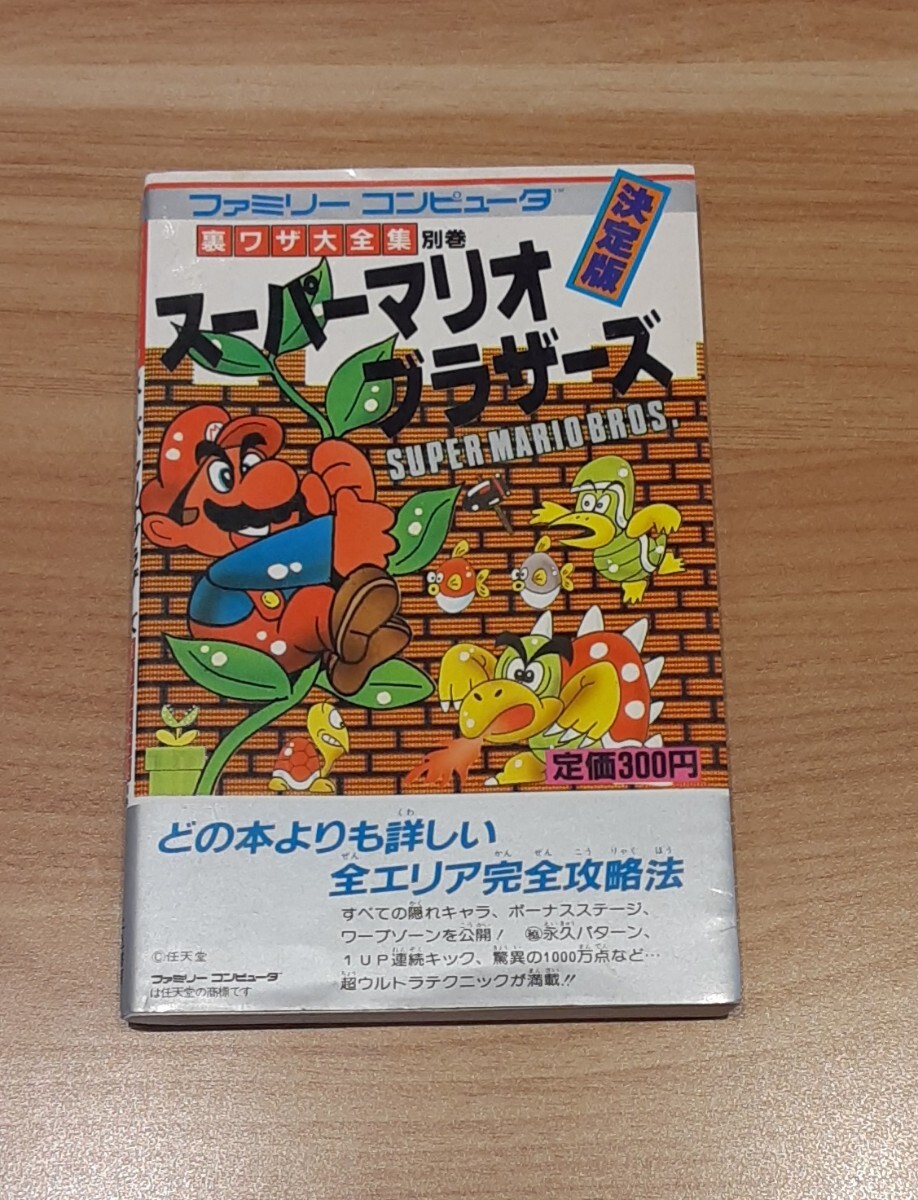 ファミリー コンピュータ™
決定版
裏ワザ大全集 別巻
スーパーマリオ
ブラザーズ
SUPER MARIO BROS.
定価300円
どの本よりも詳しい
全エリア完全攻略法
すべての隠れキャラ、ボーナスステージ、
ワープゾーンを公開! ㊙永久パターン、
1UP連続キック、驚異の1000万点など…
超ウルトラテクニックが満載!!
©任天堂
ファミリー コンピュータ™
は任天堂の商標です